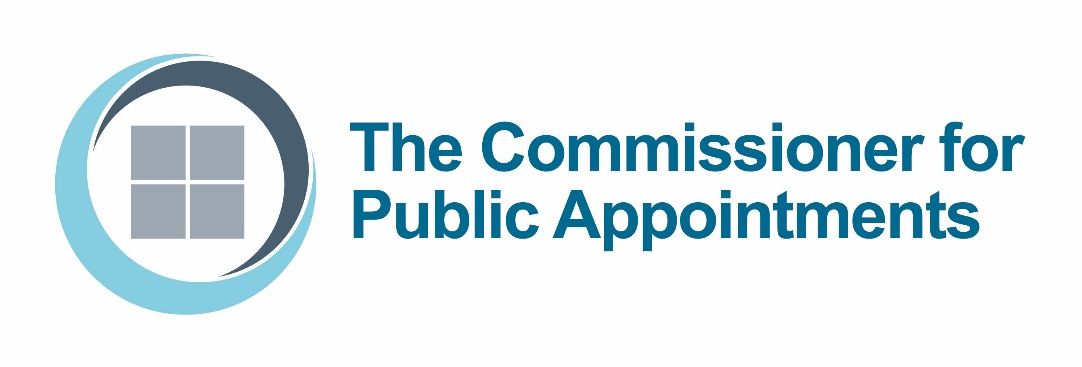 The Commissioner for
Public Appointments